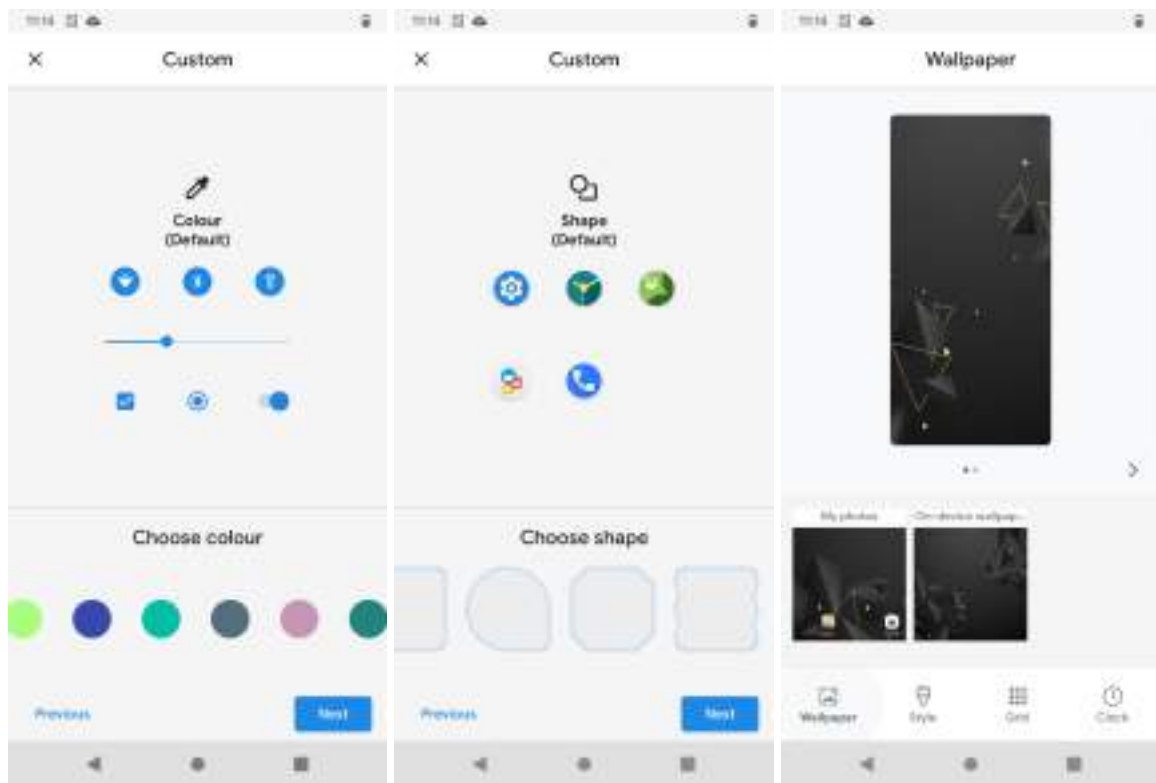 11:14
Custom
Colour
(Default)
Choose colour
Previous
Next
11:14
Custom
Shape
(Default)
Choose shape
Previous
Next
11:14
Wallpaper
My photos
On-device wallpap...
Wallpaper
Style
Grid
Clock